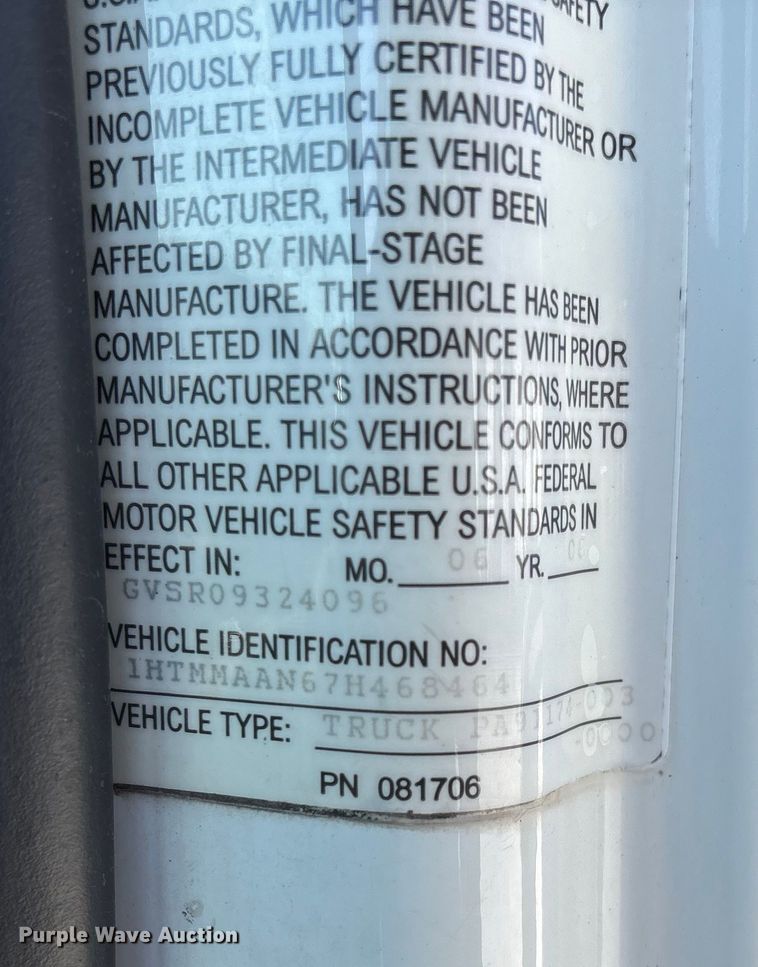 SAFETY
STANDARDS, WHICH HAVE BEEN
PREVIOUSLY FULLY CERTIFIED BY THE
INCOMPLETE VEHICLE MANUFACTURER OR
BY THE INTERMEDIATE VEHICLE
MANUFACTURER, HAS NOT BEEN
AFFECTED BY FINAL-STAGE
MANUFACTURE. THE VEHICLE HAS BEEN
COMPLETED IN ACCORDANCE WITH PRIOR
MANUFACTURER'S INSTRUCTIONS, WHERE
APPLICABLE. THIS VEHICLE CONFORMS TO
ALL OTHER APPLICABLE U.S.A. FEDERAL
MOTOR VEHICLE SAFETY STANDARDS IN
EFFECT IN: MO. 06 YR. 06
GVSR09324096
VEHICLE IDENTIFICATION NO:
1HTMMAAN67H468464
VEHICLE TYPE: TRUCK
PN 081706
Purple Wave Auction